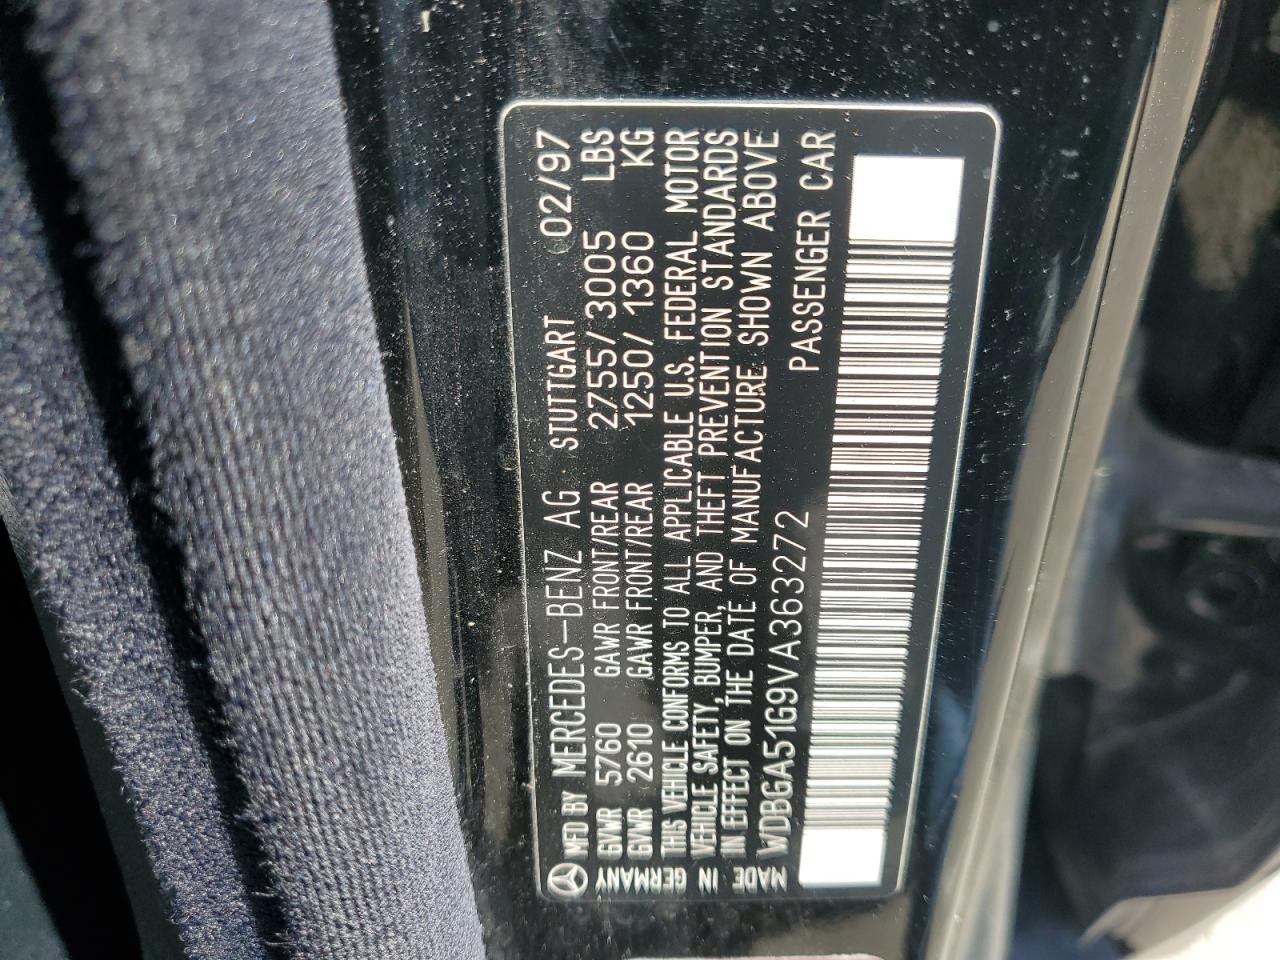 MFD BY MERCEDES-BENZ AG STUTTGART 02/97
GVWR 5760 GAWR FRONT/REAR 2755/3005 LBS
GVWR 2610 GAWR FRONT/REAR 1250/1360 KG
THIS VEHICLE CONFORMS TO ALL APPLICABLE U.S. FEDERAL MOTOR
VEHICLE SAFETY, BUMPER, AND THEFT PREVENTION STANDARDS
IN EFFECT ON THE DATE OF MANUFACTURE SHOWN ABOVE
WDBGA51G9VA363272 PASSENGER CAR
MADE IN GERMANY